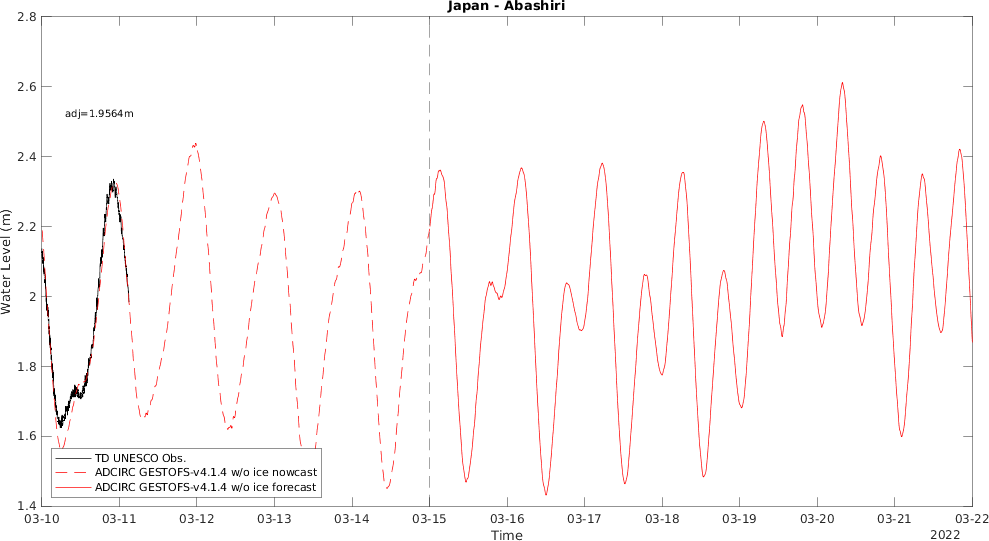 Japan - Abashiri
2.8
2.6
2.4
2.2
2
1.8
1.6
1.4
Water Level (m)
adj=1.9564m
TD UNESCO Obs.
ADCIRC GESTOFS-v4.1.4 w/o ice nowcast
ADCIRC GESTOFS-v4.1.4 w/o ice forecast
03-10 03-11 03-12 03-13 03-14 03-15 03-16 03-17 03-18 03-19 03-20 03-21 03-22
Time
2022